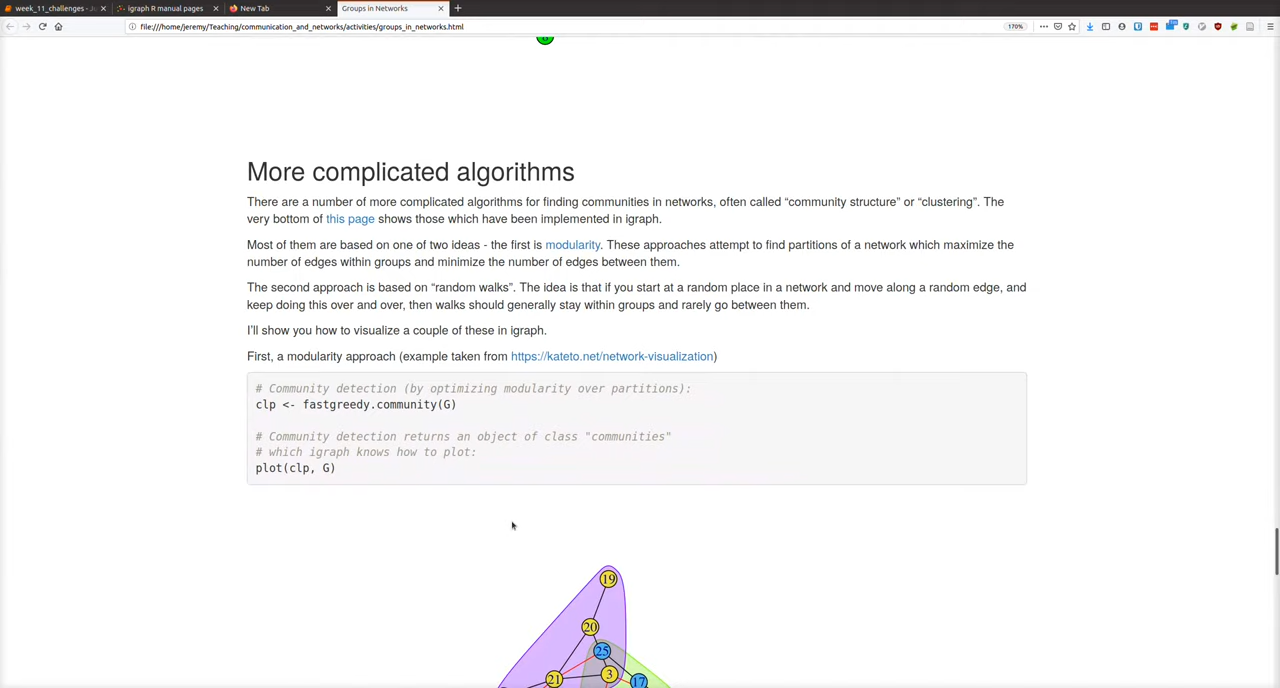 week_11_challenges - Ju
igraph R manual pages
New Tab
Groups in Networks
file:///home/jeremy/Teaching/communication_and_networks/activities/groups_in_networks.html
170%
More complicated algorithms
There are a number of more complicated algorithms for finding communities in networks, often called “community structure” or “clustering”. The
very bottom of this page shows those which have been implemented in igraph.
Most of them are based on one of two ideas - the first is modularity. These approaches attempt to find partitions of a network which maximize the
number of edges within groups and minimize the number of edges between them.
The second approach is based on “random walks”. The idea is that if you start at a random place in a network and move along a random edge, and
keep doing this over and over, then walks should generally stay within groups and rarely go between them.
I’ll show you how to visualize a couple of these in igraph.
First, a modularity approach (example taken from https://kateto.net/network-visualization)
# Community detection (by optimizing modularity over partitions):
clp <- fastgreedy.community(G)
# Community detection returns an object of class "communities"
# which igraph knows how to plot:
plot(clp, G)
19
20
25
21
3
17